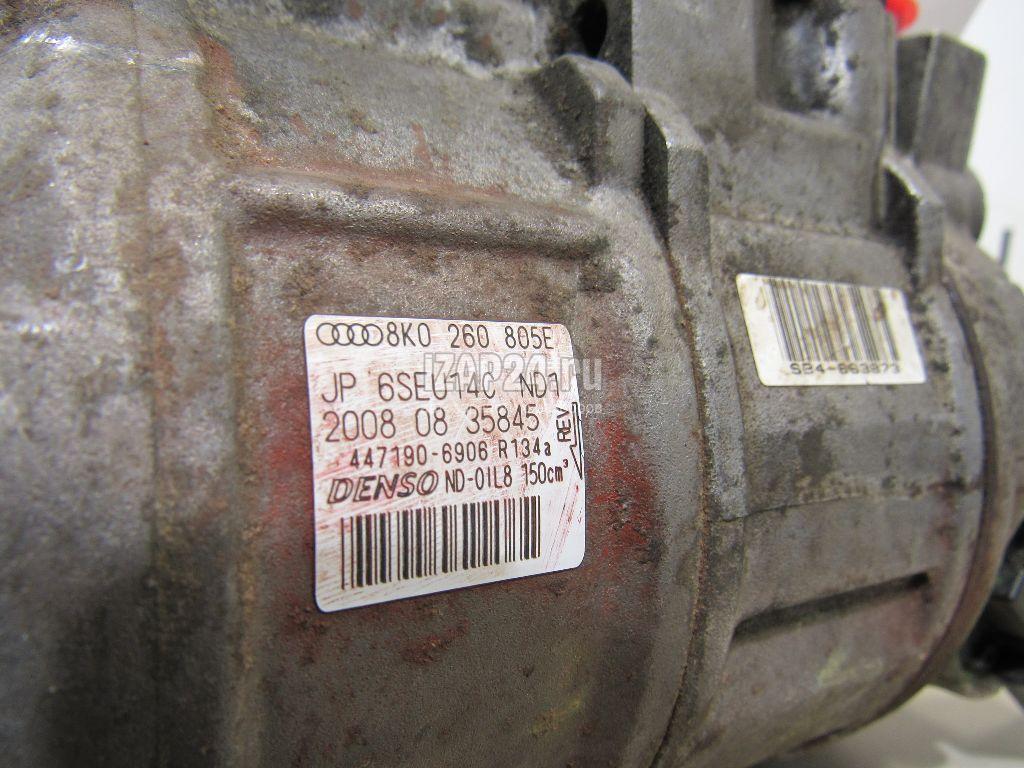 8K0 260 805E
JP 6SEU14C ND1
2008 08 35845
447190-6906 R134a
DENSO ND-OIL8 150cm³
REV
IZAP24.ru